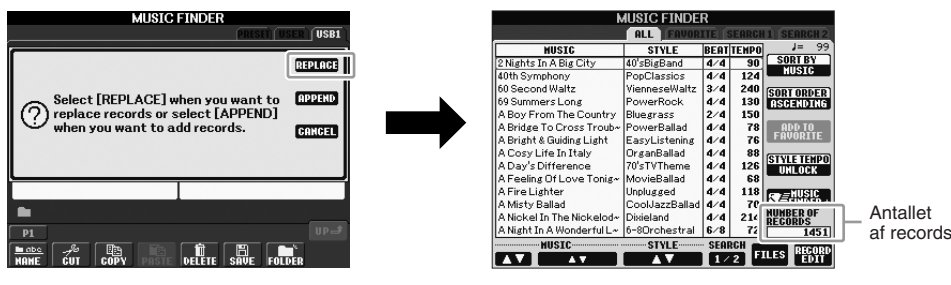 MUSIC FINDER
PRESET USER USB1
REPLACE
Select [REPLACE] when you want to
replace records or select [APPEND]
when you want to add records.
APPEND
CANCEL
P1
UP
NAME CUT COPY PASTE DELETE SAVE FOLDER
MUSIC FINDER
ALL FAVORITE SEARCH 1 SEARCH 2
MUSIC STYLE BEAT TEMPO ♩= 99
2 Nights In A Big City 40'sBigBand 4/4 90
40th Symphony PopClassics 4/4 124
60 Second Waltz VienneseWaltz 3/4 240
69 Summers Long PowerRock 4/4 130
A Boy From The Country Bluegrass 2/4 150
A Bridge To Cross Troub~ PowerBallad 4/4 78
A Bright & Guiding Light EasyListening 4/4 76
A Cosy Life In Italy OrganBallad 4/4 88
A Day's Difference 70'sTVTheme 4/4 126
A Feeling Of Love Tonig~ MovieBallad 4/4 68
A Fire Lighter Unplugged 4/4 118
A Misty Ballad CoolJazzBallad 4/4 70
A Nickel In The Nickelod~ Dixieland 4/4 214
A Night In A Wonderful L~ 6-8Orchestral 6/8 72
SORT BY
MUSIC
SORT ORDER
ASCENDING
ADD TO
FAVORITE
STYLE TEMPO
UNLOCK
MUSIC
FINDER
NUMBER OF
RECORDS
1451
MUSIC STYLE SEARCH
1/2 FILES RECORD
EDIT
Antallet
af records